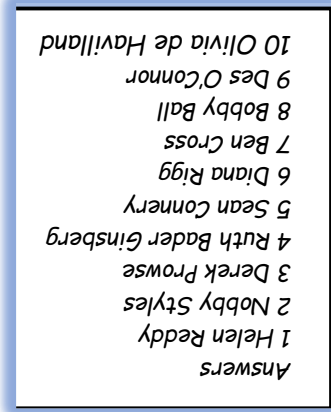 Answers
1 Helen Reddy
2 Nobby Styles
3 Derek Prowse
4 Ruth Bader Ginsberg
5 Sean Connery
6 Diana Rigg
7 Ben Cross
8 Bobby Ball
9 Des O'Connor
10 Olivia de Havilland